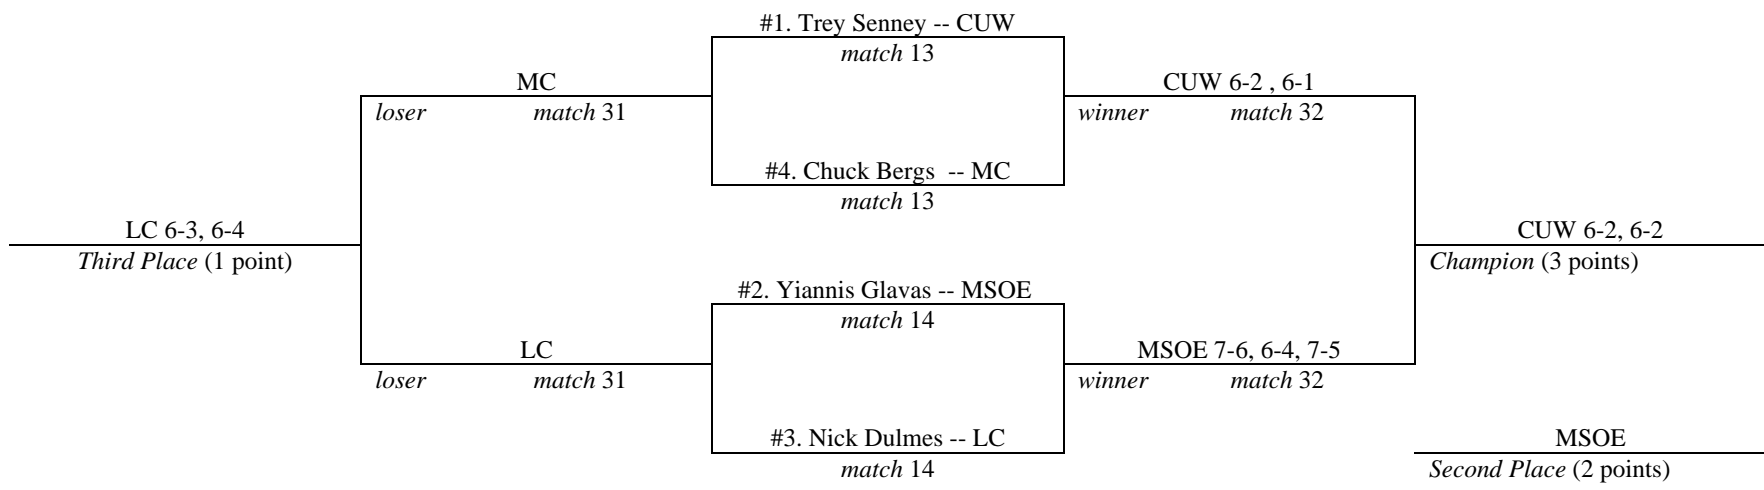 #1. Trey Senney -- CUW
match 13
MC
CUW 6-2 , 6-1
loser match 31
winner match 32
#4. Chuck Bergs -- MC
match 13
LC 6-3, 6-4
CUW 6-2, 6-2
Third Place (1 point)
Champion (3 points)
#2. Yiannis Glavas -- MSOE
match 14
LC
MSOE 7-6, 6-4, 7-5
loser match 31
winner match 32
#3. Nick Dulmes -- LC
MSOE
match 14
Second Place (2 points)